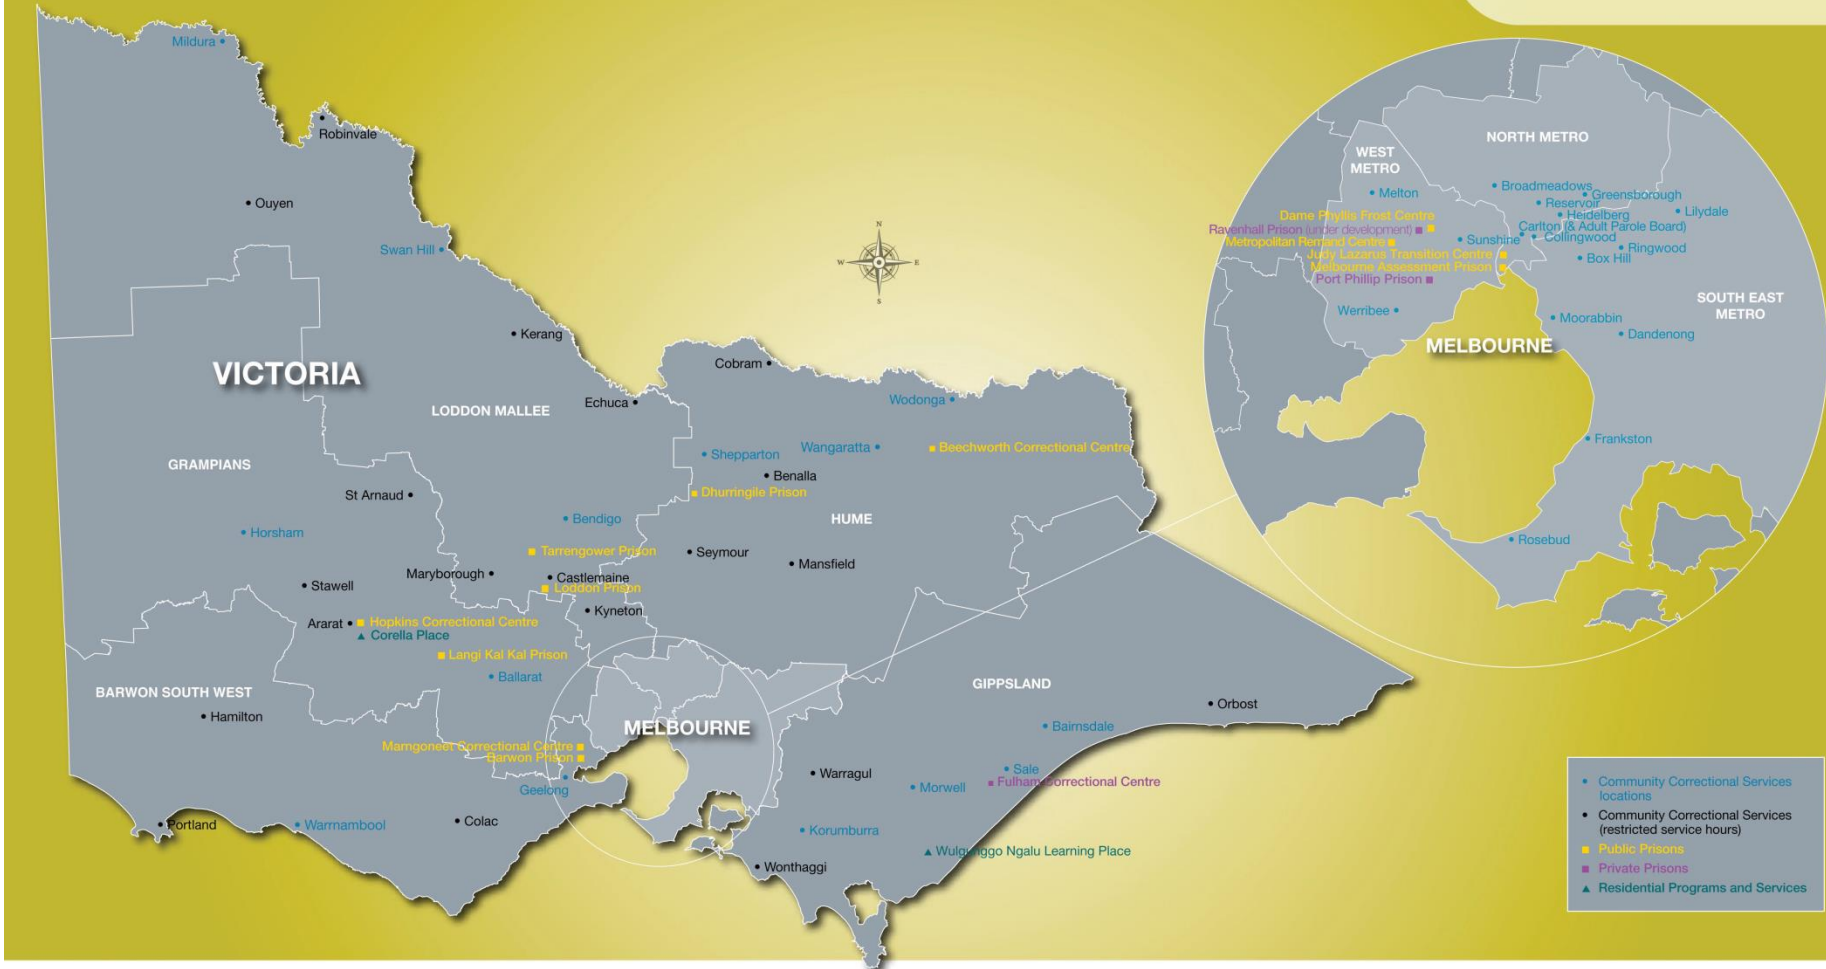 Mildura
Robinvale
Ouyen
Swan Hill
Kerang
VICTORIA
Cobram
Echuca
LODDON MALLEE
Wodonga
Wangaratta
Beechworth Correctional Centre
Shepparton
GRAMPIANS
Benalla
St Arnaud
Dhurringile Prison
Bendigo
HUME
Horsham
Tarrengower Prison
Seymour
Mansfield
Maryborough
Castlemaine
Stawell
Loddon Prison
Kyneton
Ararat
Hopkins Correctional Centre
Corella Place
Langi Kal Kal Prison
Ballarat
GIPPSLAND
BARWON SOUTH WEST
Hamilton
Orbost
MELBOURNE
Bairnsdale
Marngoneet Correctional Centre
Barwon Prison
Geelong
Warragul
Sale
Fulham Correctional Centre
Morwell
Portland
Warrnambool
Colac
Korumburra
Wulgunggo Ngalu Learning Place
Wonthaggi
N
W
E
S
NORTH METRO
WEST
METRO
Melton
Broadmeadows
Greensborough
Reservoir
Lilydale
Heidelberg
Dame Phyllis Frost Centre
Carlton (& Adult Parole Board)
Ravenhall Prison (under development)
Sunshine
Collingwood
Metropolitan Remand Centre
Ringwood
Judy Lazarus Transition Centre
Box Hill
Melbourne Assessment Prison
Port Phillip Prison
SOUTH EAST
METRO
Werribee
Moorabbin
Dandenong
MELBOURNE
Frankston
Rosebud
Community Correctional Services
locations
Community Correctional Services
(restricted service hours)
Public Prisons
Private Prisons
Residential Programs and Services